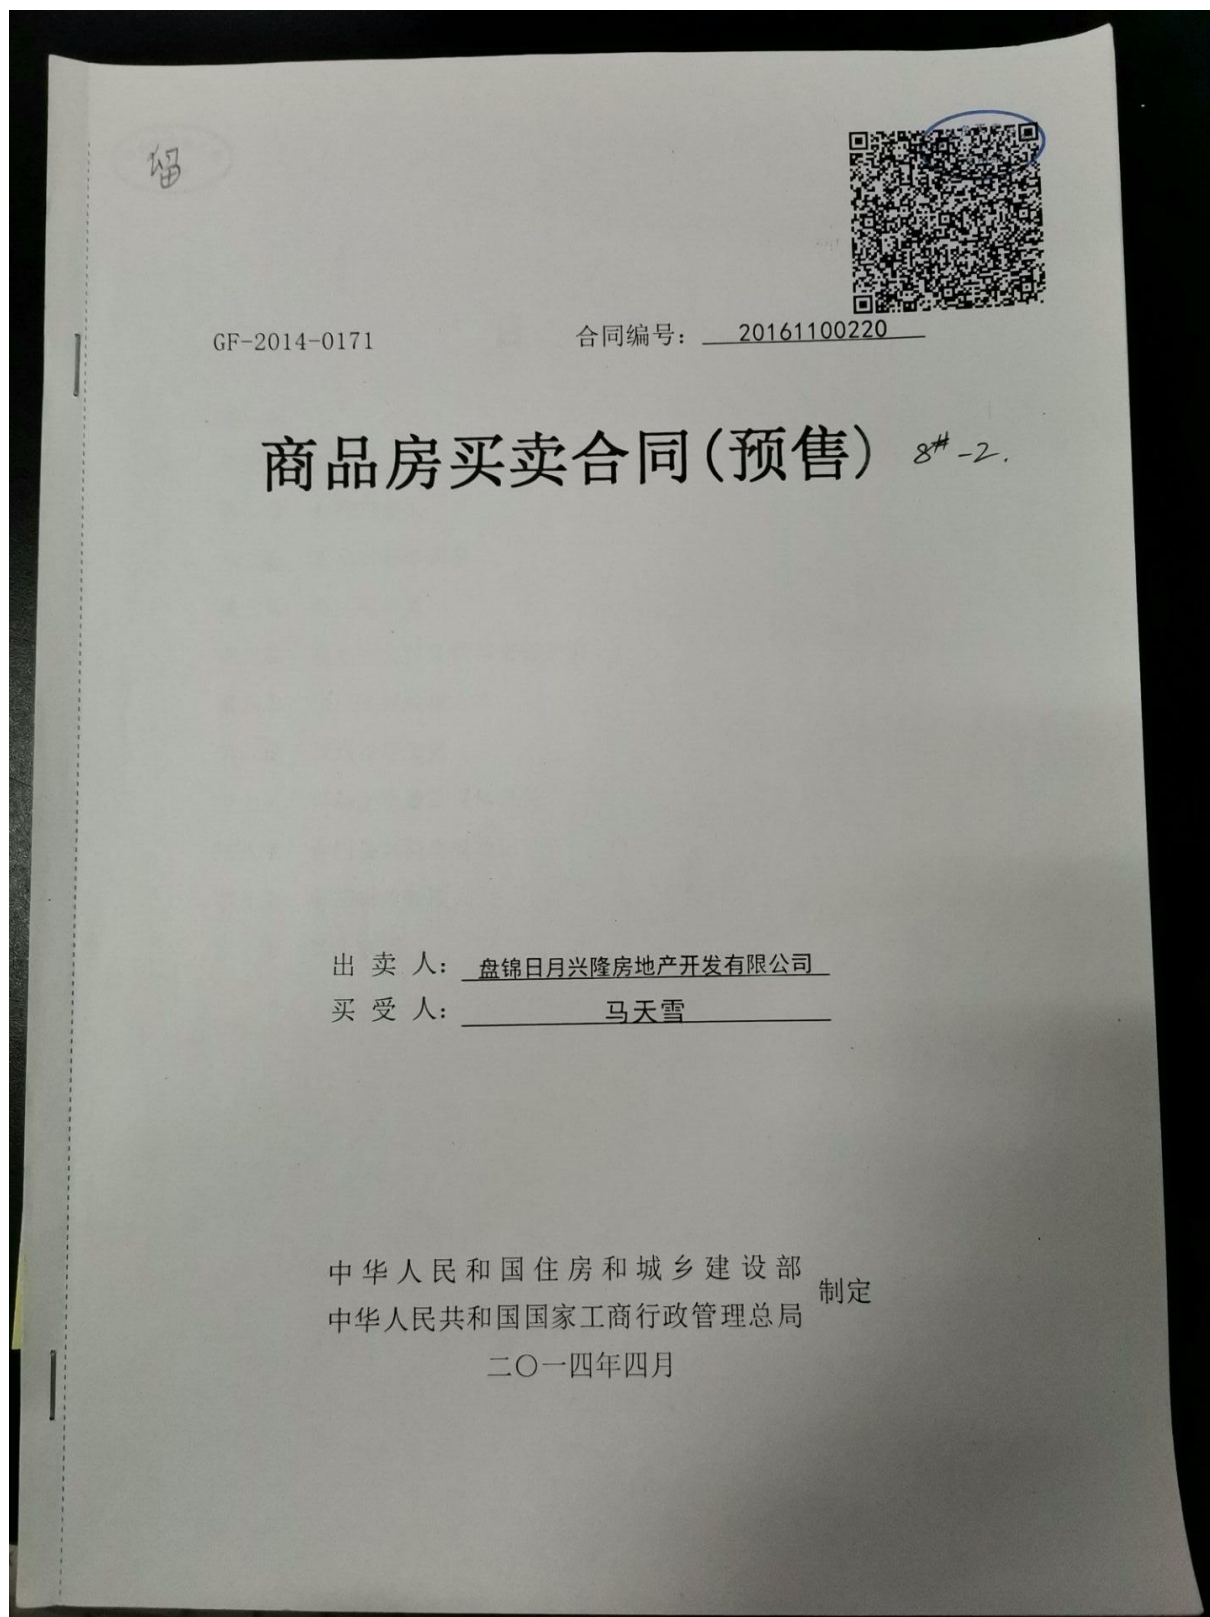 留
GF-2014-0171
合同编号： 20161100220
商品房买卖合同(预售) 8#-2.
出 卖 人： 盘锦日月兴隆房地产开发有限公司
买 受 人： 马天雪
中华人民和国住房和城乡建设部
中华人民共和国国家工商行政管理总局
制定
二〇一四年四月